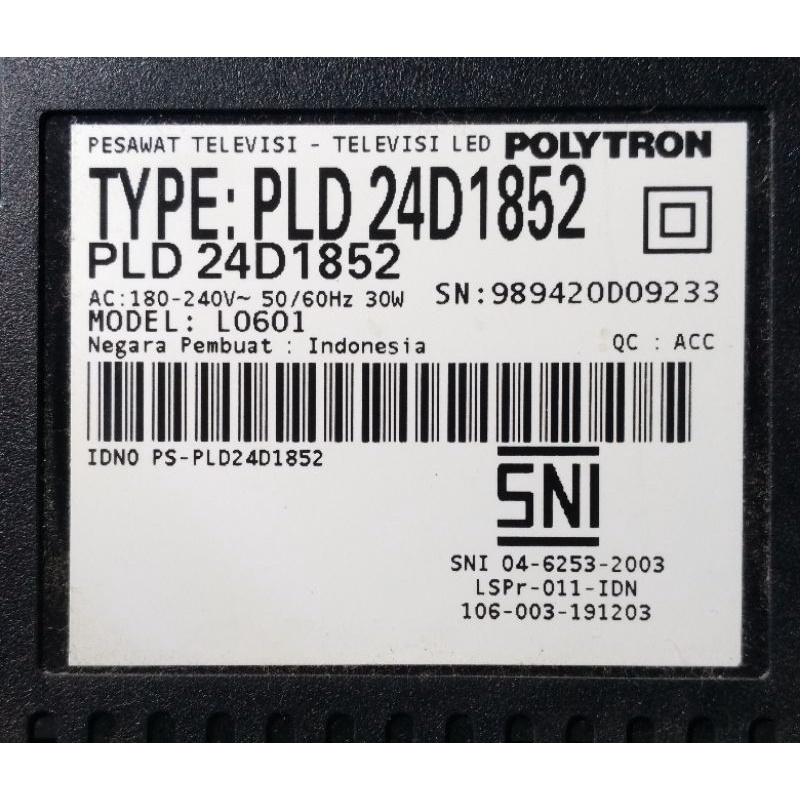 PESAWAT TELEVISI - TELEVISI LED POLYTRON
TYPE: PLD 24D1852
PLD 24D1852
AC:180-240V~ 50/60Hz 30W SN:989420D09233
MODEL: L0601
Negara Pembuat : Indonesia QC : ACC
IDNO PS-PLD24D1852
SNI
SNI 04-6253-2003
LSPr-011-IDN
106-003-191203